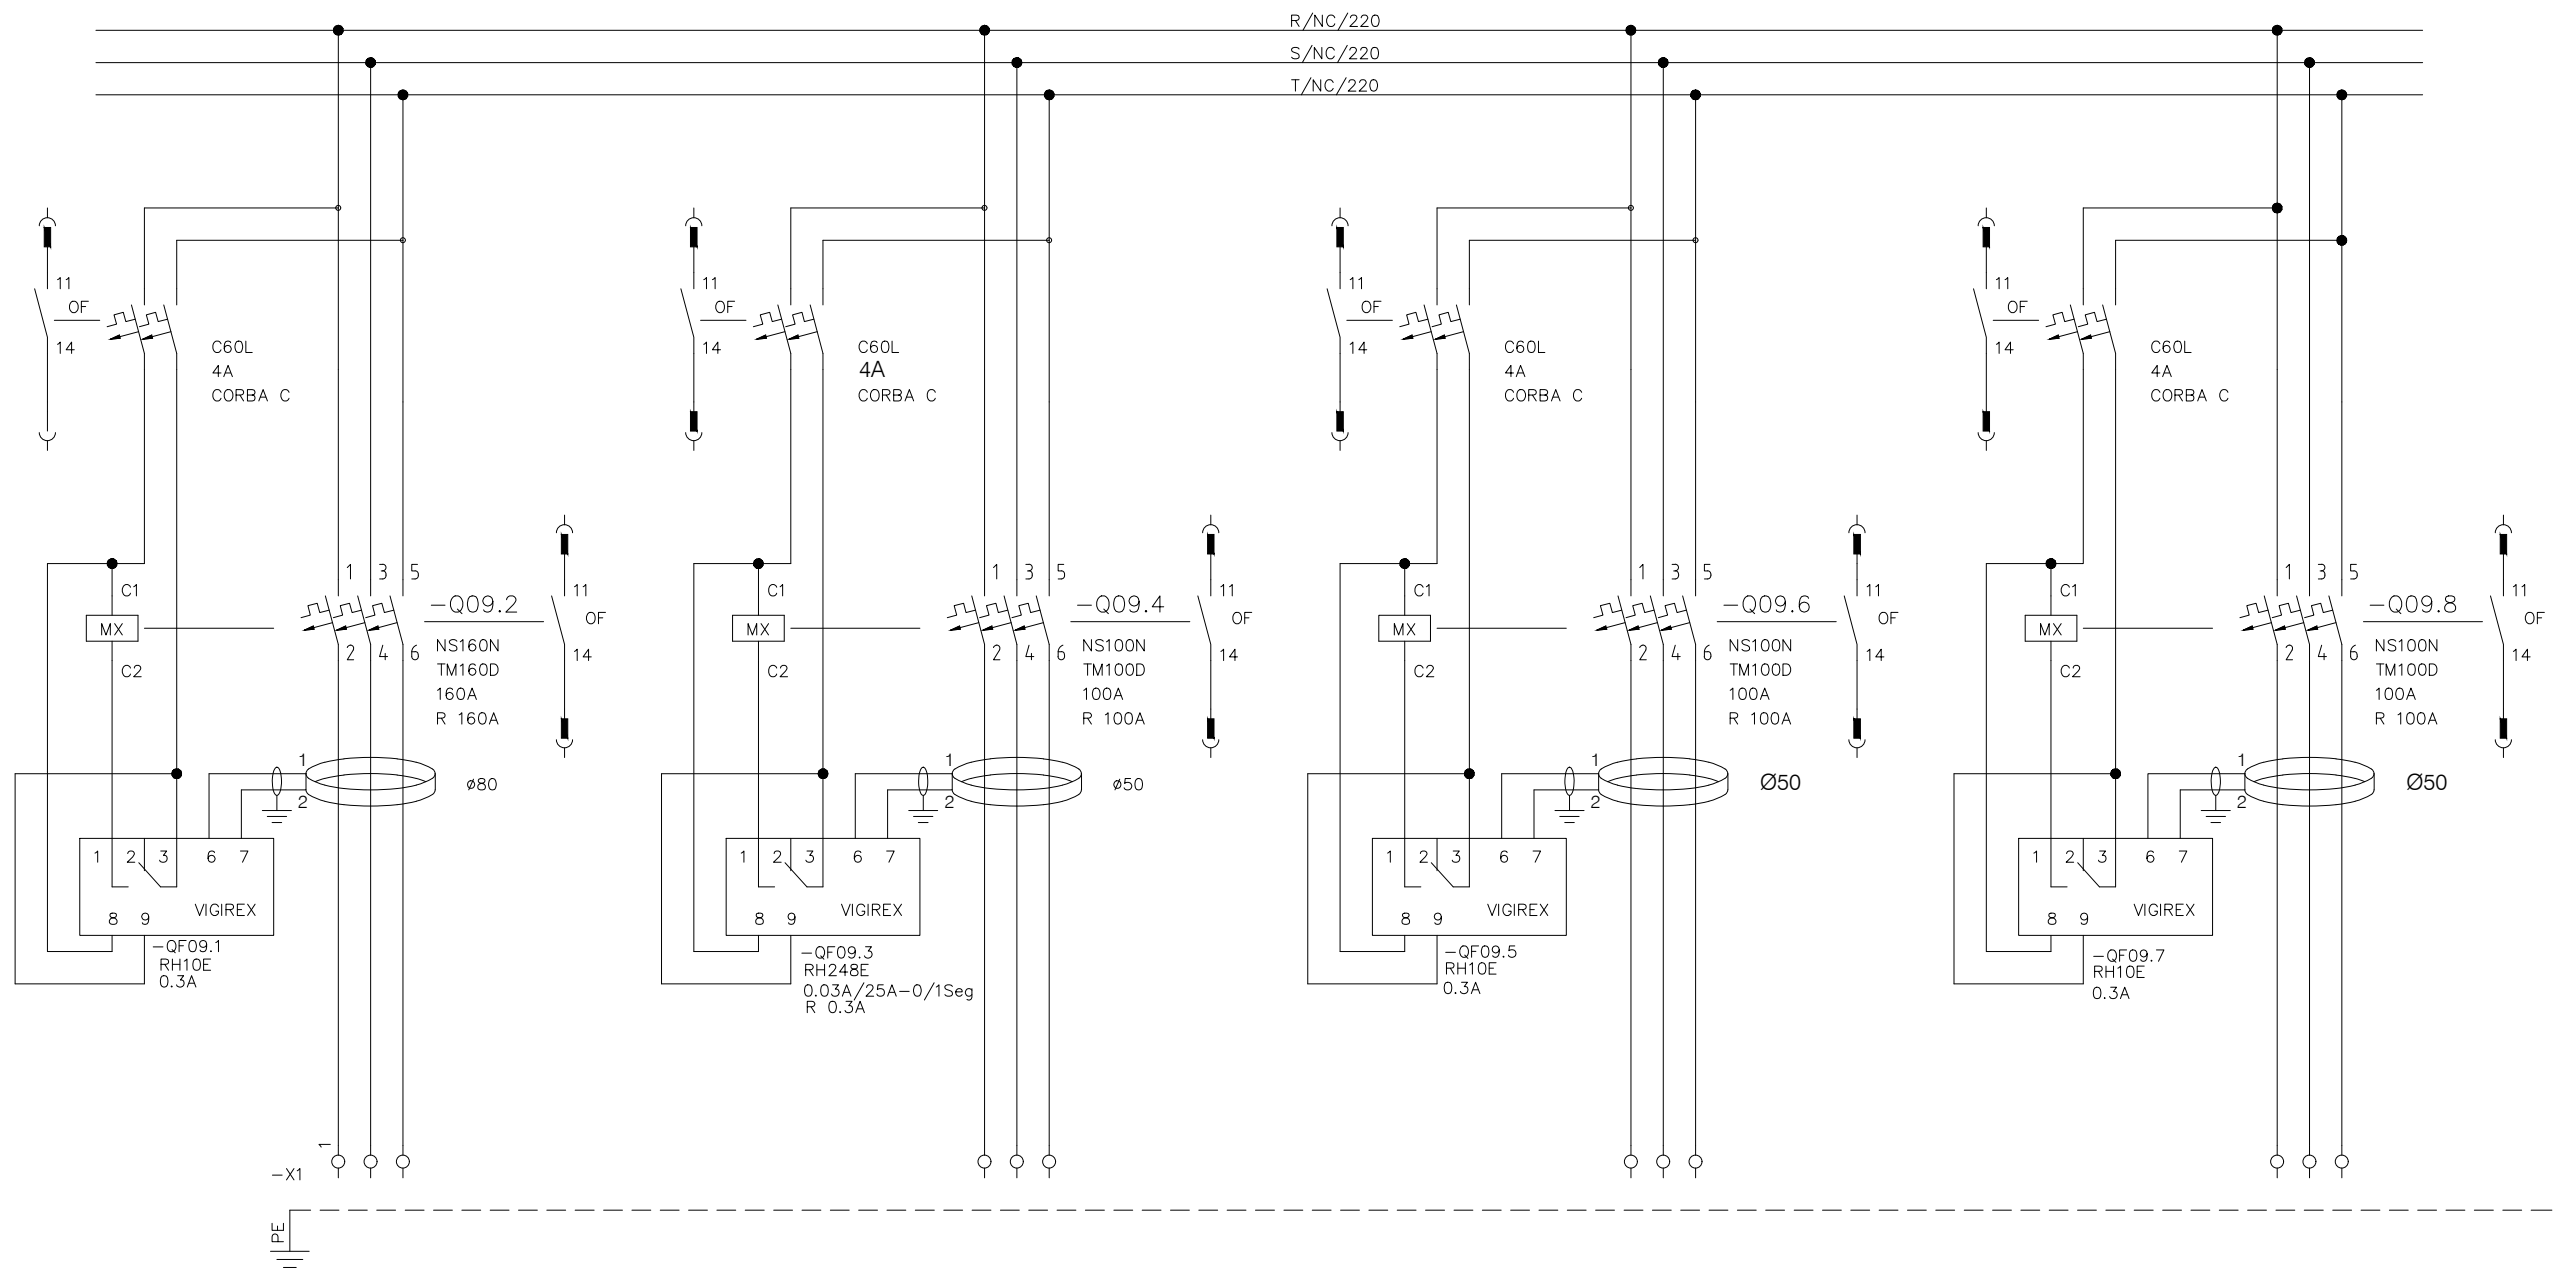 R/NC/220
S/NC/220
T/NC/220
11
OF
14
C60L
4A
CORBA C
11
OF
14
C60L
4A
CORBA C
11
OF
14
C60L
4A
CORBA C
11
OF
14
C60L
4A
CORBA C
C1
MX
C2
1 3 5
2 4 6
-Q09.2
NS160N
TM160D
160A
R 160A
11
OF
14
C1
MX
C2
1 3 5
2 4 6
-Q09.4
NS100N
TM100D
100A
R 100A
11
OF
14
C1
MX
C2
1 3 5
2 4 6
-Q09.6
NS100N
TM100D
100A
R 100A
11
OF
14
C1
MX
C2
1 3 5
2 4 6
-Q09.8
NS100N
TM100D
100A
R 100A
11
OF
14
1
2
ø80
1 2 3 6 7
8 9 VIGIREX
-QF09.1
RH10E
0.3A
1
2
ø50
1 2 3 6 7
8 9 VIGIREX
-QF09.3
RH248E
0.03A/25A-0/1Seg
R 0.3A
1
2
Ø50
1 2 3 6 7
8 9 VIGIREX
-QF09.5
RH10E
0.3A
1
2
Ø50
1 2 3 6 7
8 9 VIGIREX
-QF09.7
RH10E
0.3A
1
-X1
PE